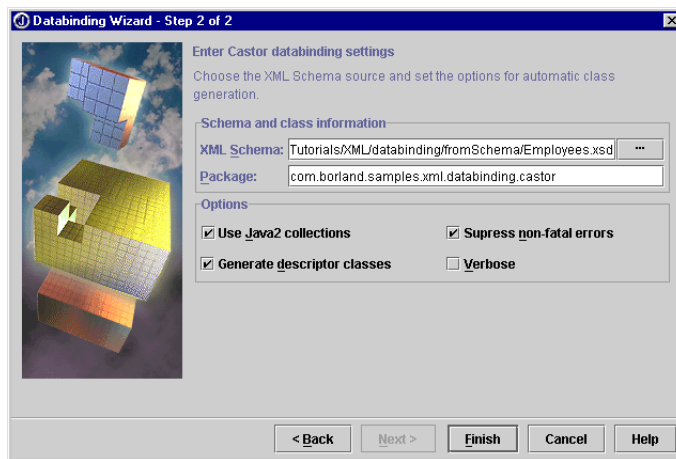 Databinding Wizard - Step 2 of 2
Enter Castor databinding settings
Choose the XML Schema source and set the options for automatic class
generation.
Schema and class information
XML Schema: Tutorials/XML/databinding/fromSchema/Employees.xsd ...
Package: com.borland.samples.xml.databinding.castor
Options
Use Java2 collections Supress non-fatal errors
Generate descriptor classes Verbose
< Back Next > Finish Cancel Help